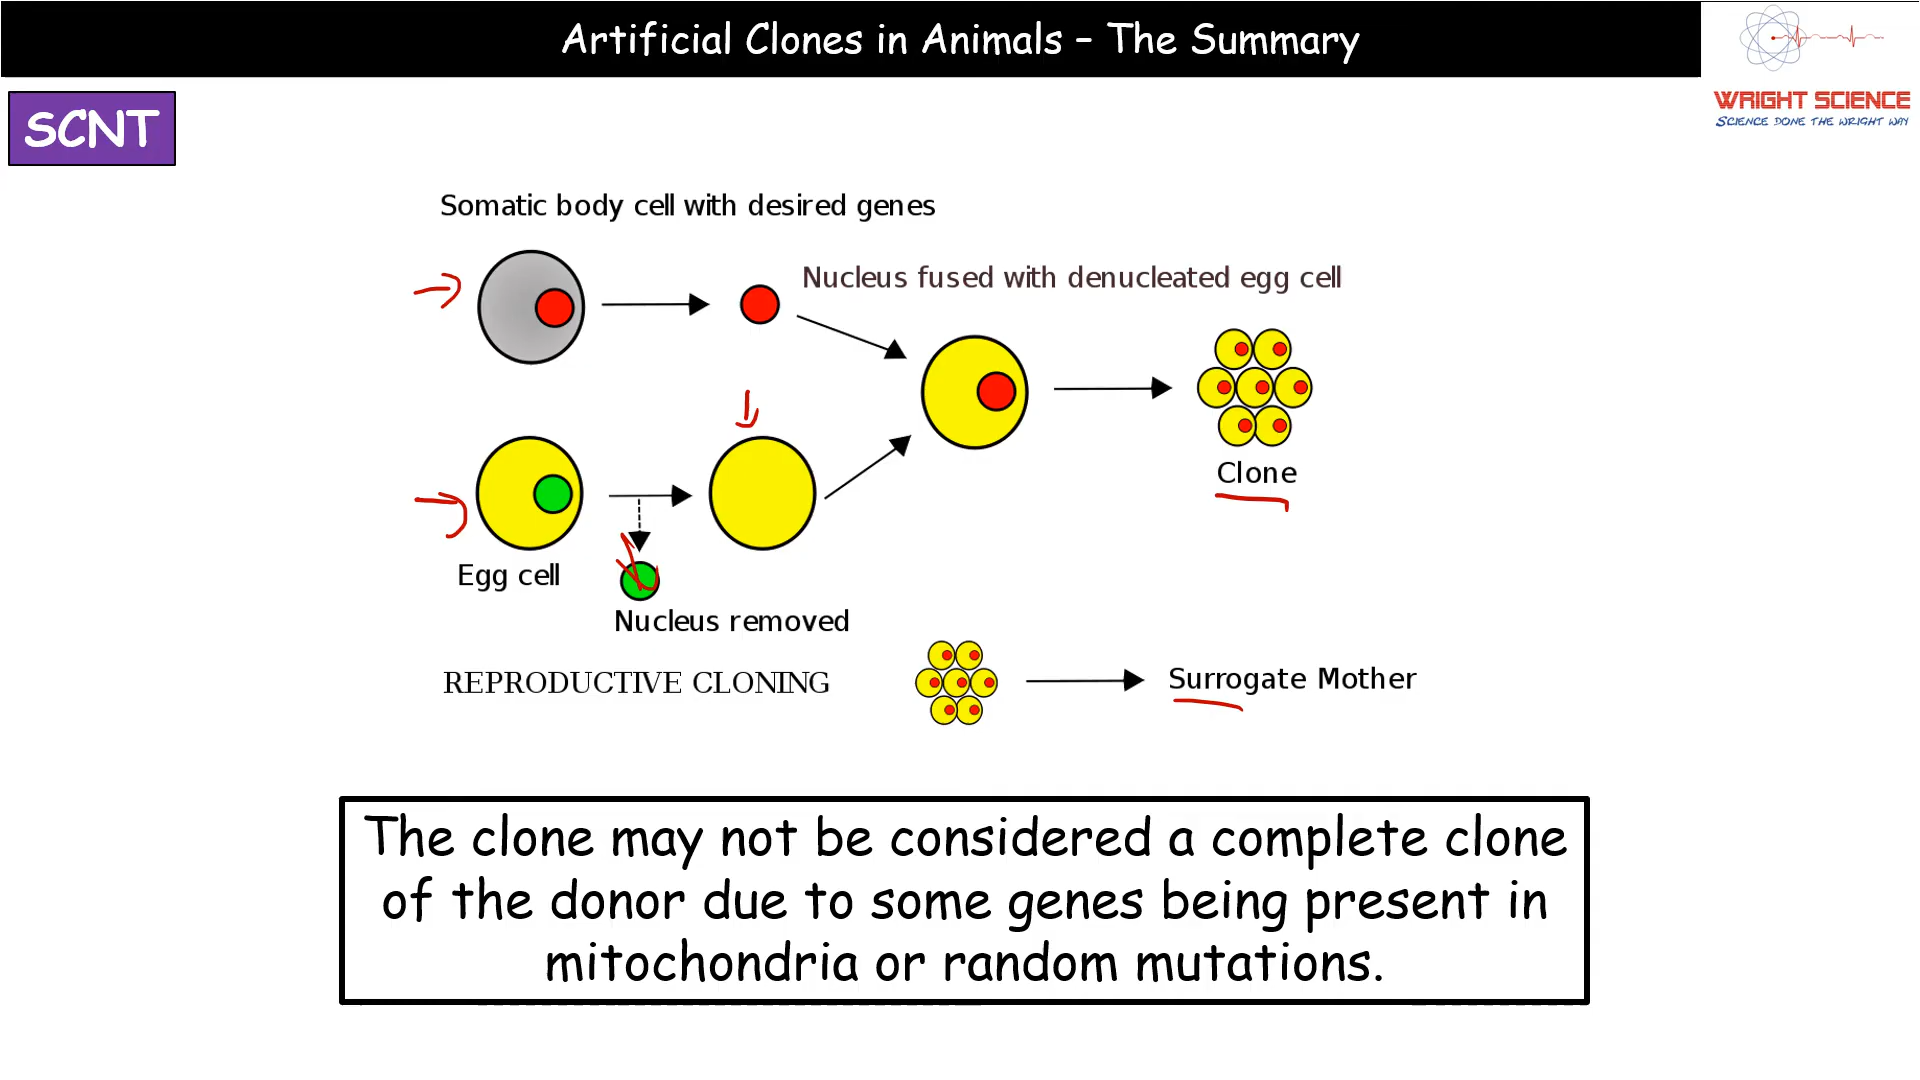 Artificial Clones in Animals – The Summary
WRIGHT SCIENCE
SCIENCE DONE THE WRIGHT WAY
SCNT
Somatic body cell with desired genes
Nucleus fused with denucleated egg cell
Clone
Egg cell
Nucleus removed
REPRODUCTIVE CLONING
Surrogate Mother
The clone may not be considered a complete clone
of the donor due to some genes being present in
mitochondria or random mutations.